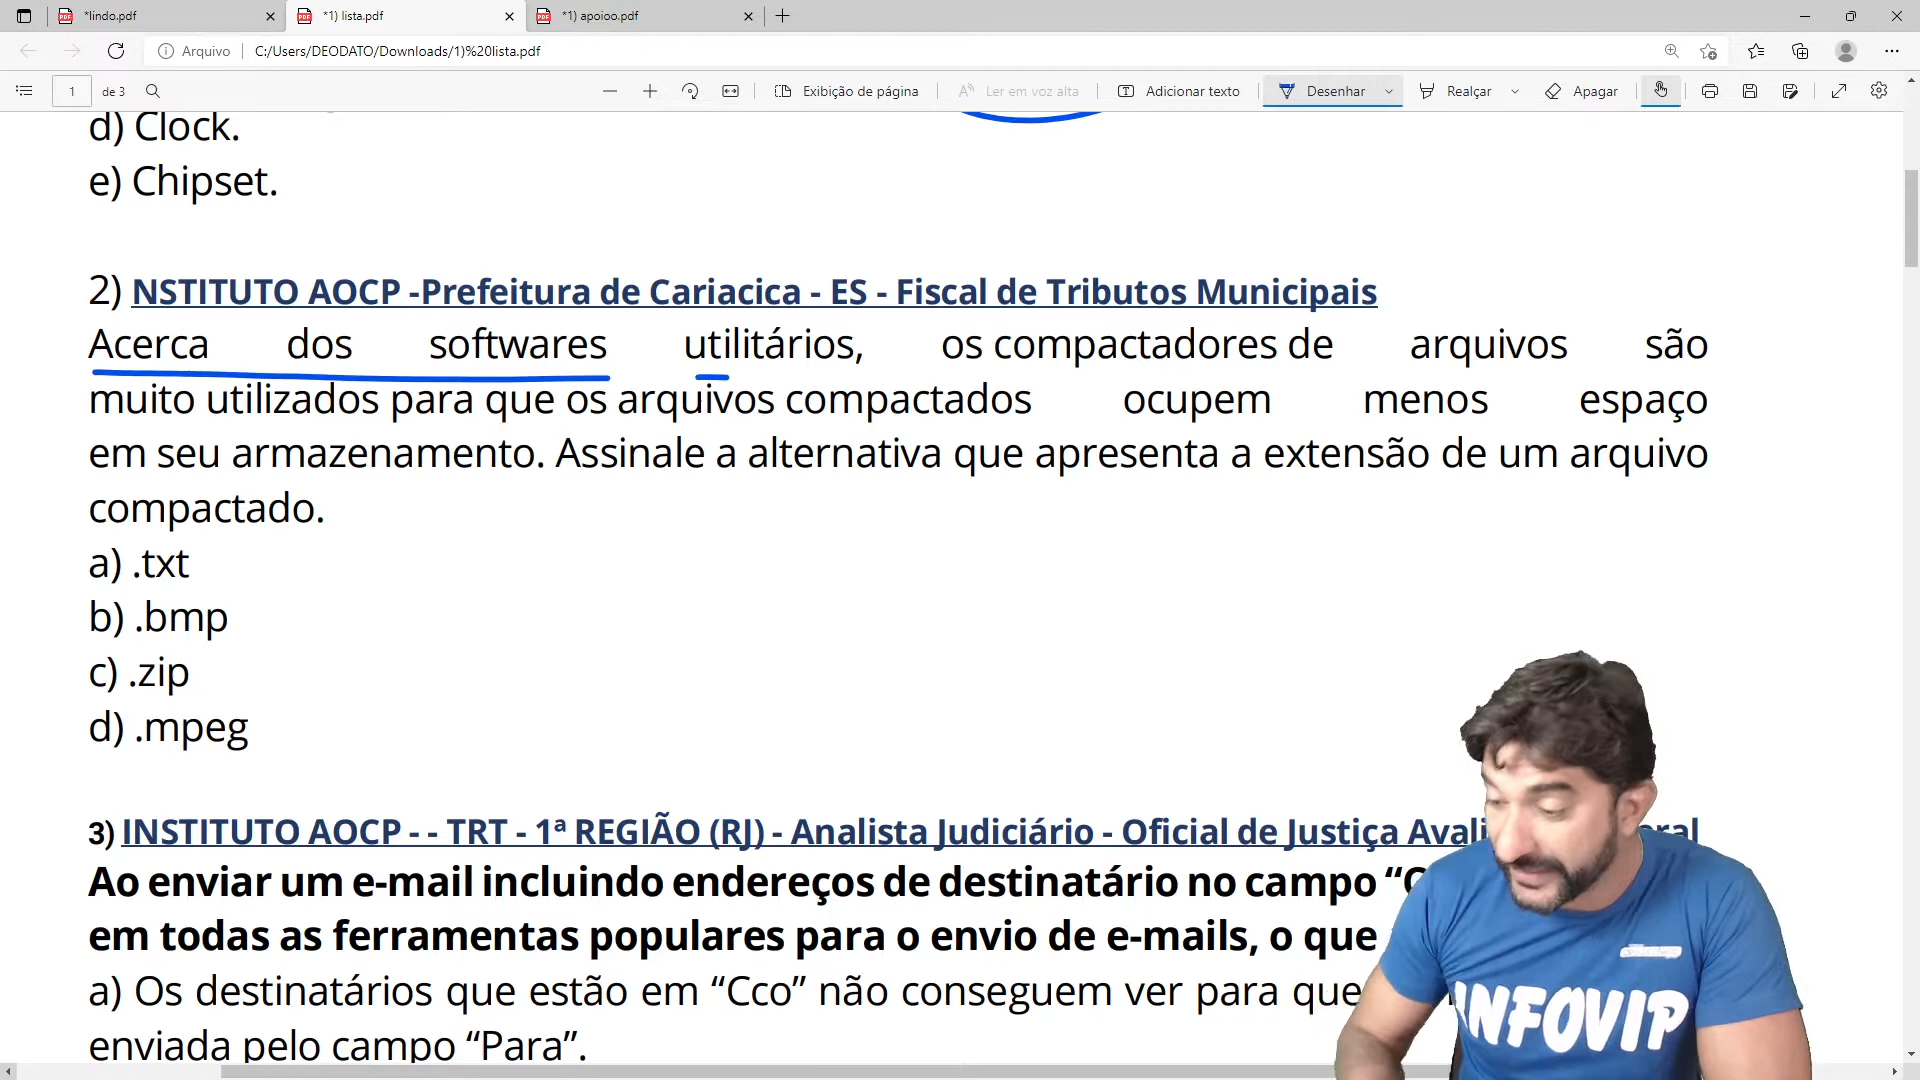 *lindo.pdf
*1) lista.pdf
*1) apoioo.pdf
Arquivo
C:/Users/DEODATO/Downloads/1)%20lista.pdf
1 de 3
Exibição de página
Ler em voz alta
Adicionar texto
Desenhar
Realçar
Apagar
d) Clock.
e) Chipset.
2) NSTITUTO AOCP -Prefeitura de Cariacica - ES - Fiscal de Tributos Municipais
Acerca dos softwares utilitários, os compactadores de arquivos são
muito utilizados para que os arquivos compactados ocupem menos espaço
em seu armazenamento. Assinale a alternativa que apresenta a extensão de um arquivo
compactado.
a) .txt
b) .bmp
c) .zip
d) .mpeg
3) INSTITUTO AOCP - - TRT - 1ª REGIÃO (RJ) - Analista Judiciário - Oficial de Justiça
Ao enviar um e-mail incluindo endereços de destinatário no campo
em todas as ferramentas populares para o envio de e-mails, o que
a) Os destinatários que estão em “Cco” não conseguem ver para
enviada pelo campo “Para”.
INFOVIP